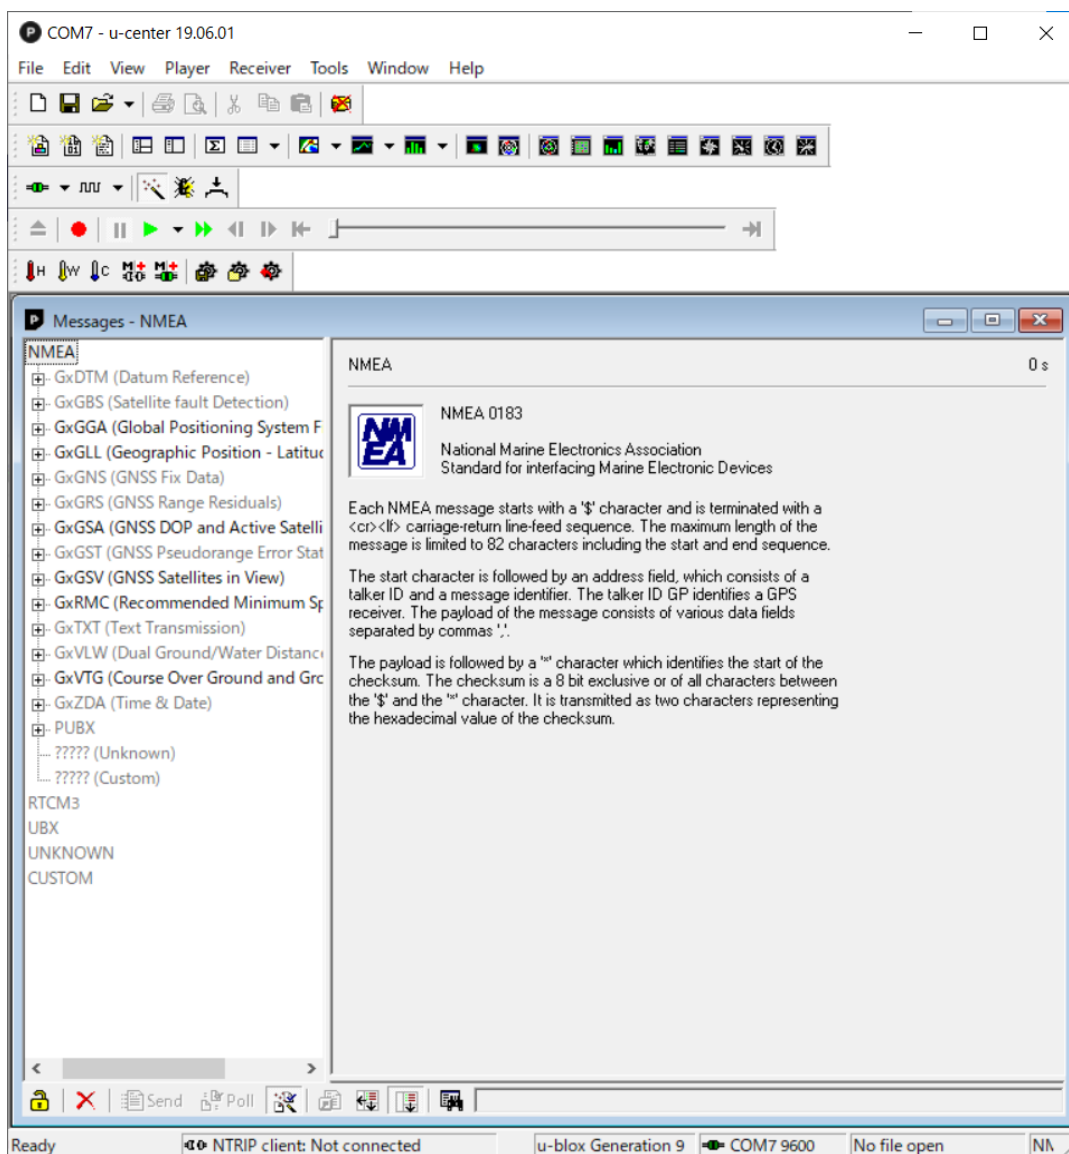 COM7 - u-center 19.06.01
File Edit View Player Receiver Tools Window Help
H W C
Messages - NMEA
NMEA
GxDTM (Datum Reference)
GxGBS (Satellite fault Detection)
GxGGA (Global Positioning System F
GxGLL (Geographic Position - Latitud
GxGNS (GNSS Fix Data)
GxGRS (GNSS Range Residuals)
GxGSA (GNSS DOP and Active Satelli
GxGST (GNSS Pseudorange Error Stat
GxGSV (GNSS Satellites in View)
GxRMC (Recommended Minimum Sp
GxTXT (Text Transmission)
GxVLW (Dual Ground/Water Distance
GxVTG (Course Over Ground and Gro
GxZDA (Time & Date)
PUBX
????? (Unknown)
????? (Custom)
RTCM3
UBX
UNKNOWN
CUSTOM
NMEA 0 s
NMEA
NMEA 0183
National Marine Electronics Association
Standard for interfacing Marine Electronic Devices
Each NMEA message starts with a '$' character and is terminated with a
<cr><lf> carriage-return line-feed sequence. The maximum length of the
message is limited to 82 characters including the start and end sequence.
The start character is followed by an address field, which consists of a
talker ID and a message identifier. The talker ID GP identifies a GPS
receiver. The payload of the message consists of various data fields
separated by commas ','.
The payload is followed by a '*' character which identifies the start of the
checksum. The checksum is a 8 bit exclusive or of all characters between
the '$' and the '*' character. It is transmitted as two characters representing
the hexadecimal value of the checksum.
Send Poll
Ready NTRIP client: Not connected u-blox Generation 9 COM7 9600 No file open